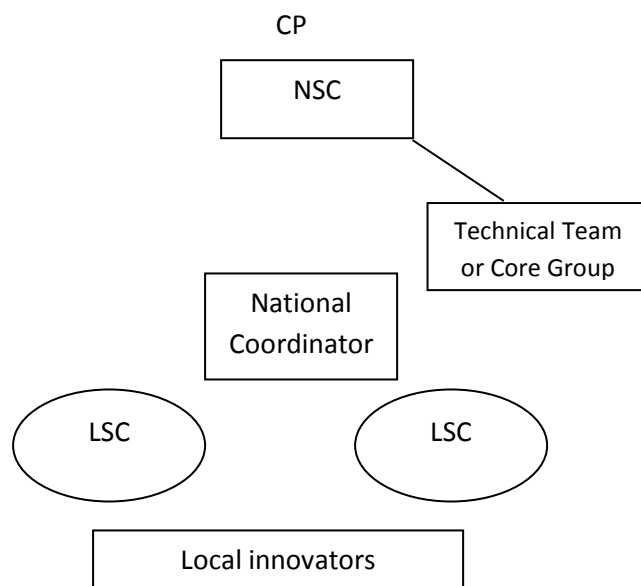 CP
NSC
Technical Team
or Core Group
National
Coordinator
LSC
LSC
Local innovators